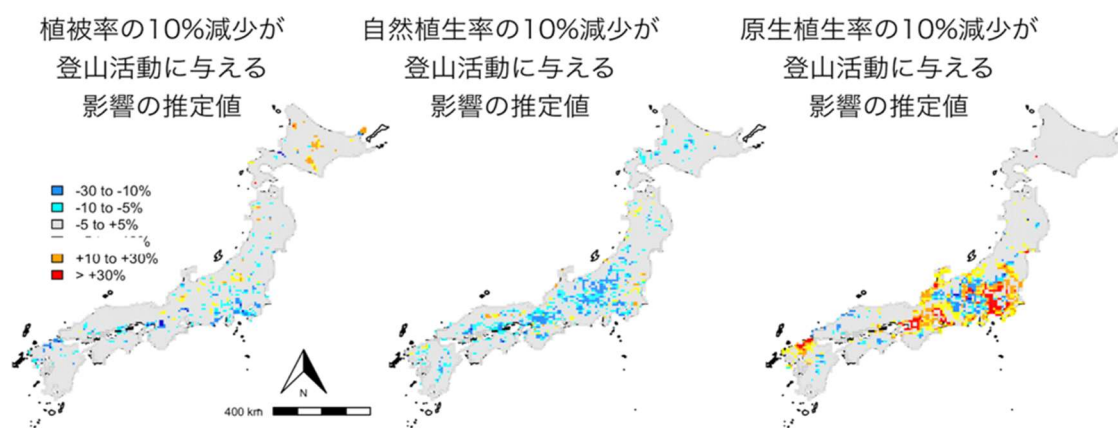 植被率の10%減少が
登山活動に与える
影響の推定値
自然植生率の10%減少が
登山活動に与える
影響の推定値
原生植生率の10%減少が
登山活動に与える
影響の推定値
-30 to -10%
-10 to -5%
-5 to +5%
+10 to +30%
> +30%
N
400 km